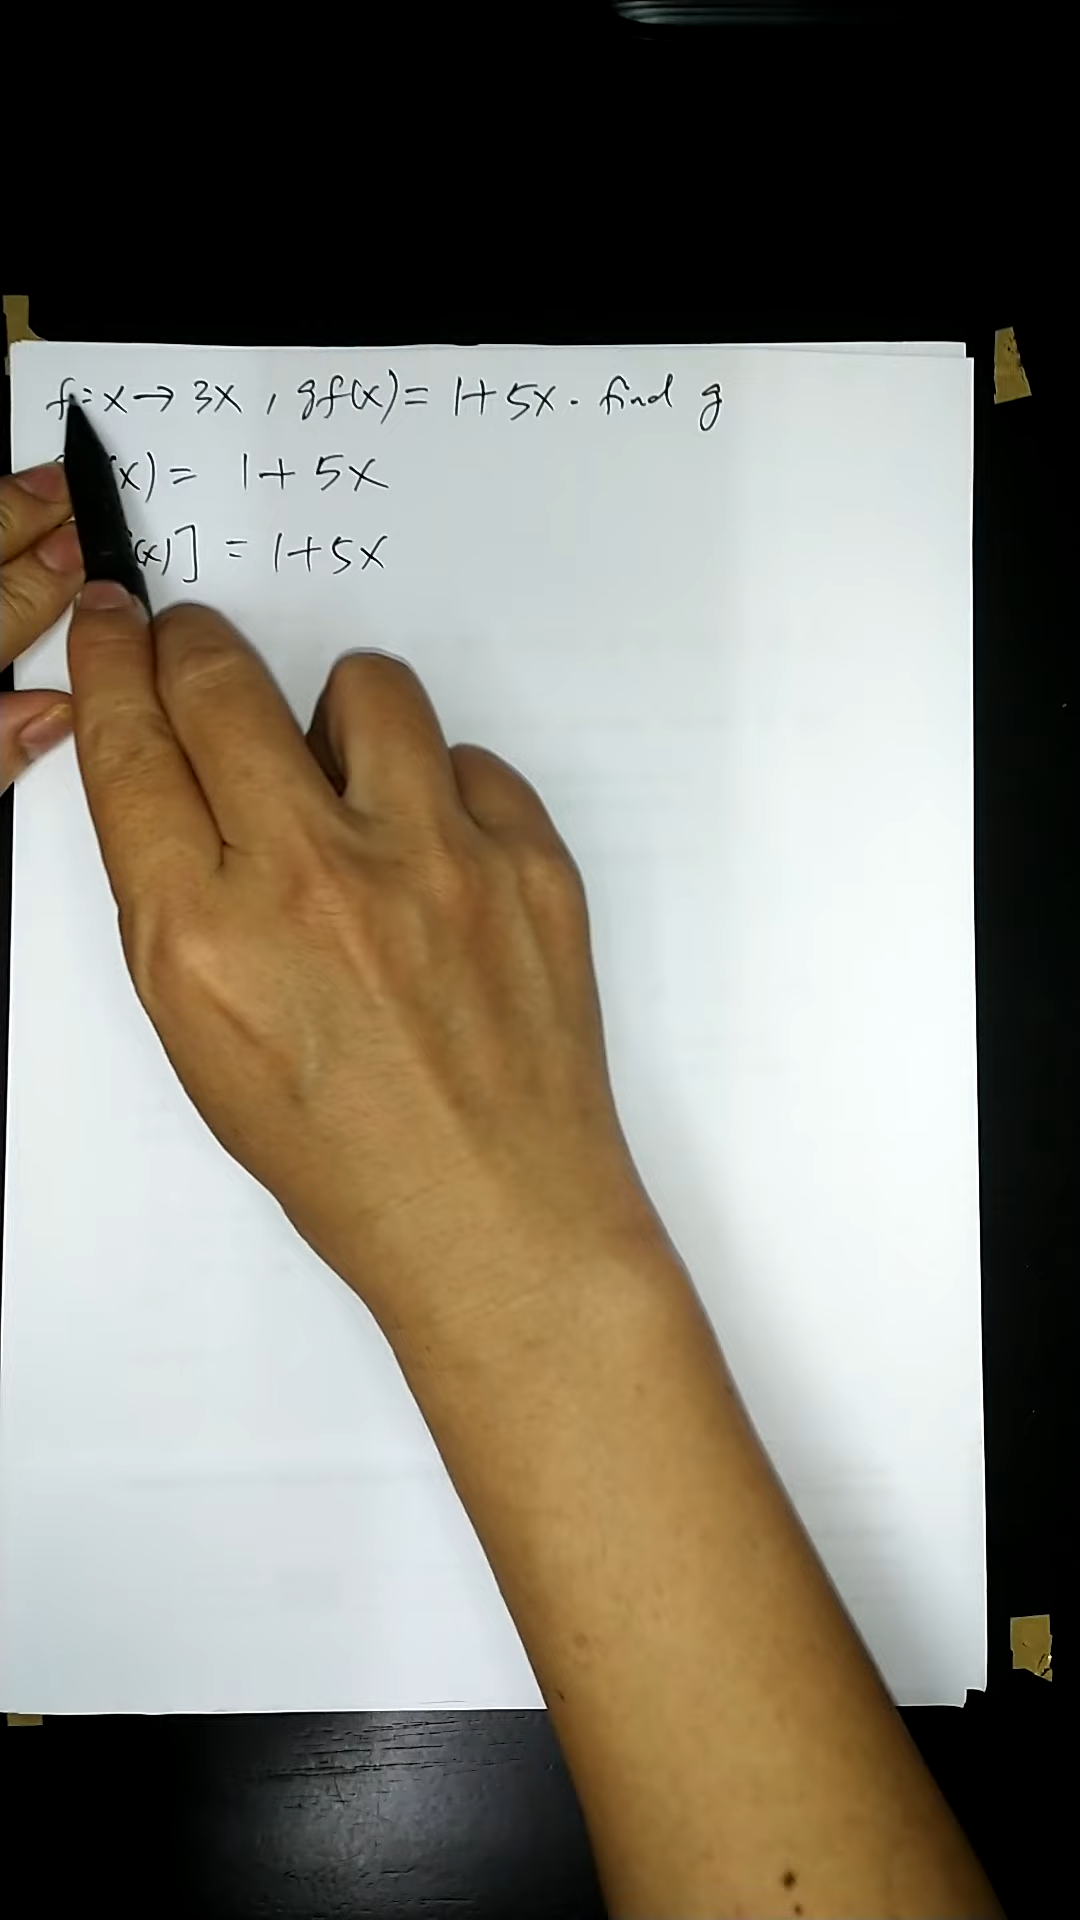 f: x → 3x , gf(x) = 1 + 5x . find g
x) = 1 + 5x
(x)] = 1 + 5x